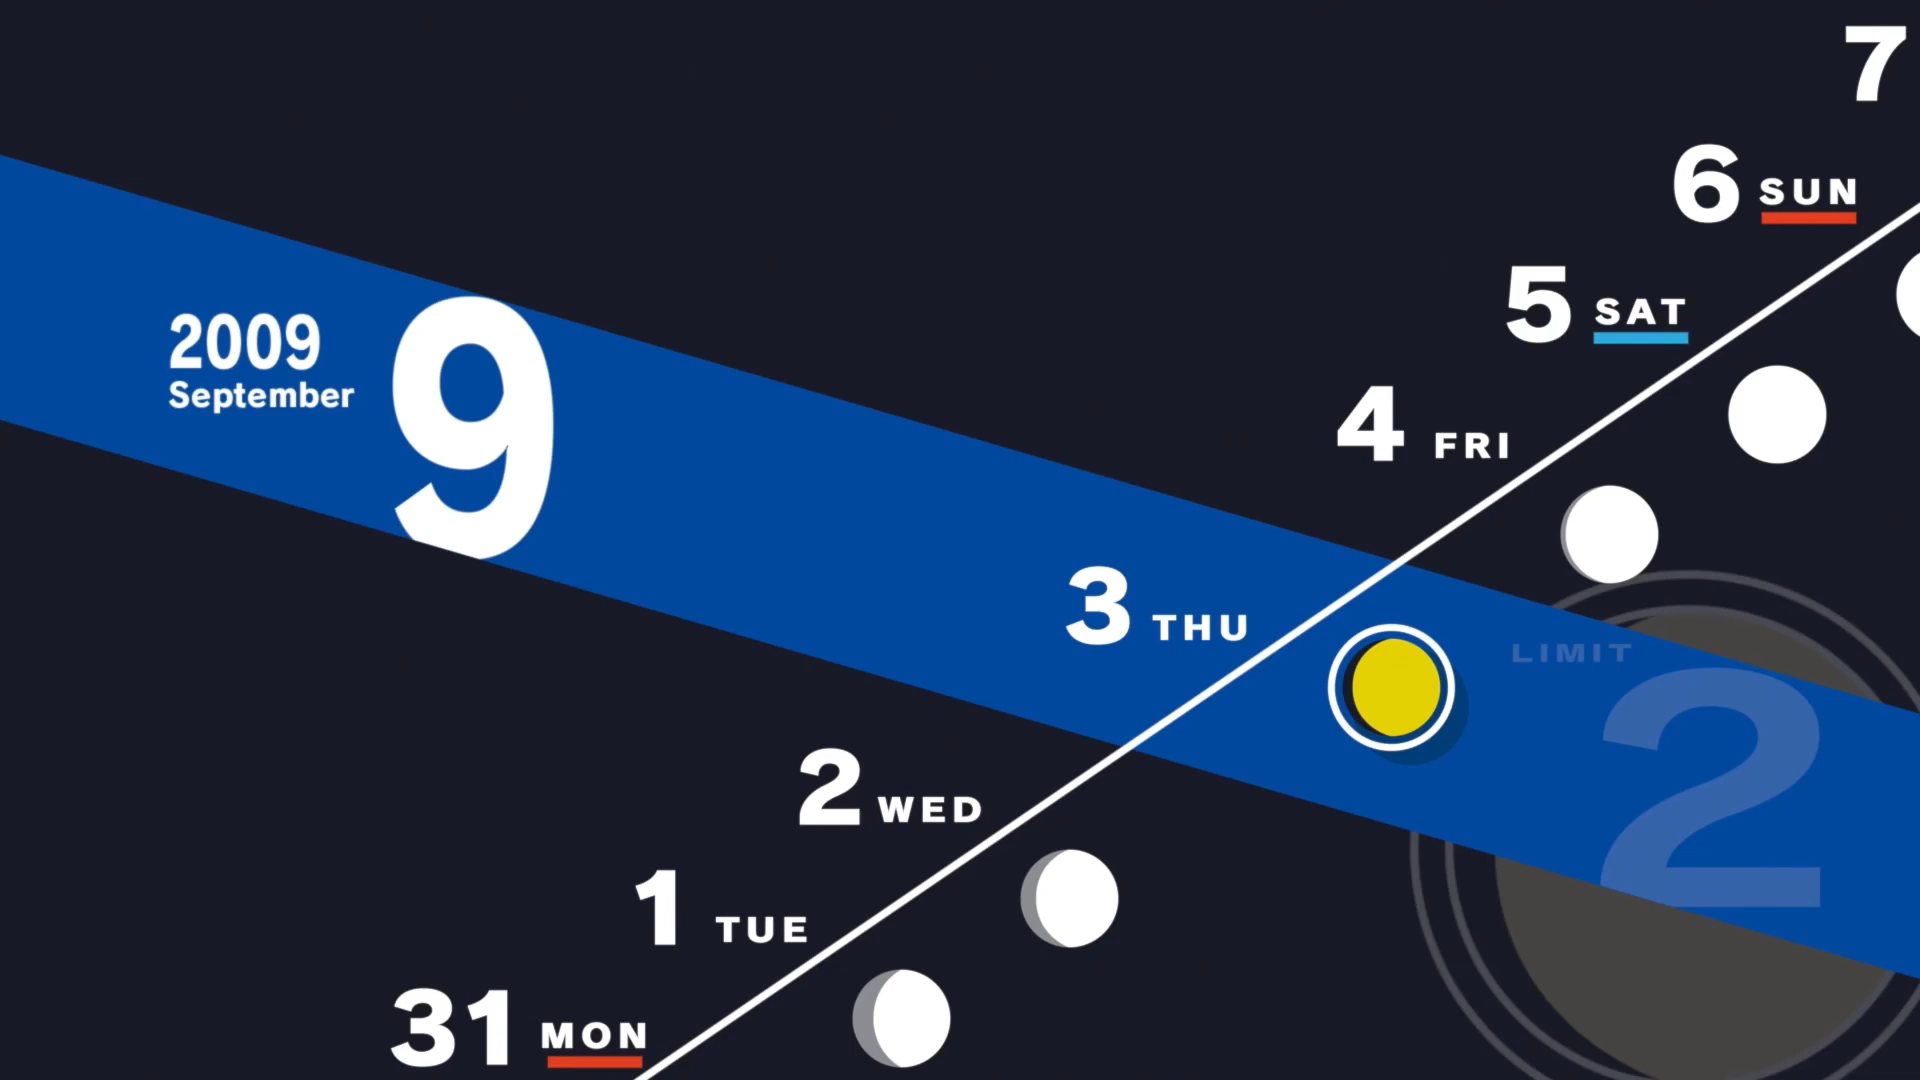 2009
September
9
7
6 SUN
5 SAT
4 FRI
3 THU
LIMIT
2
2 WED
1 TUE
31 MON